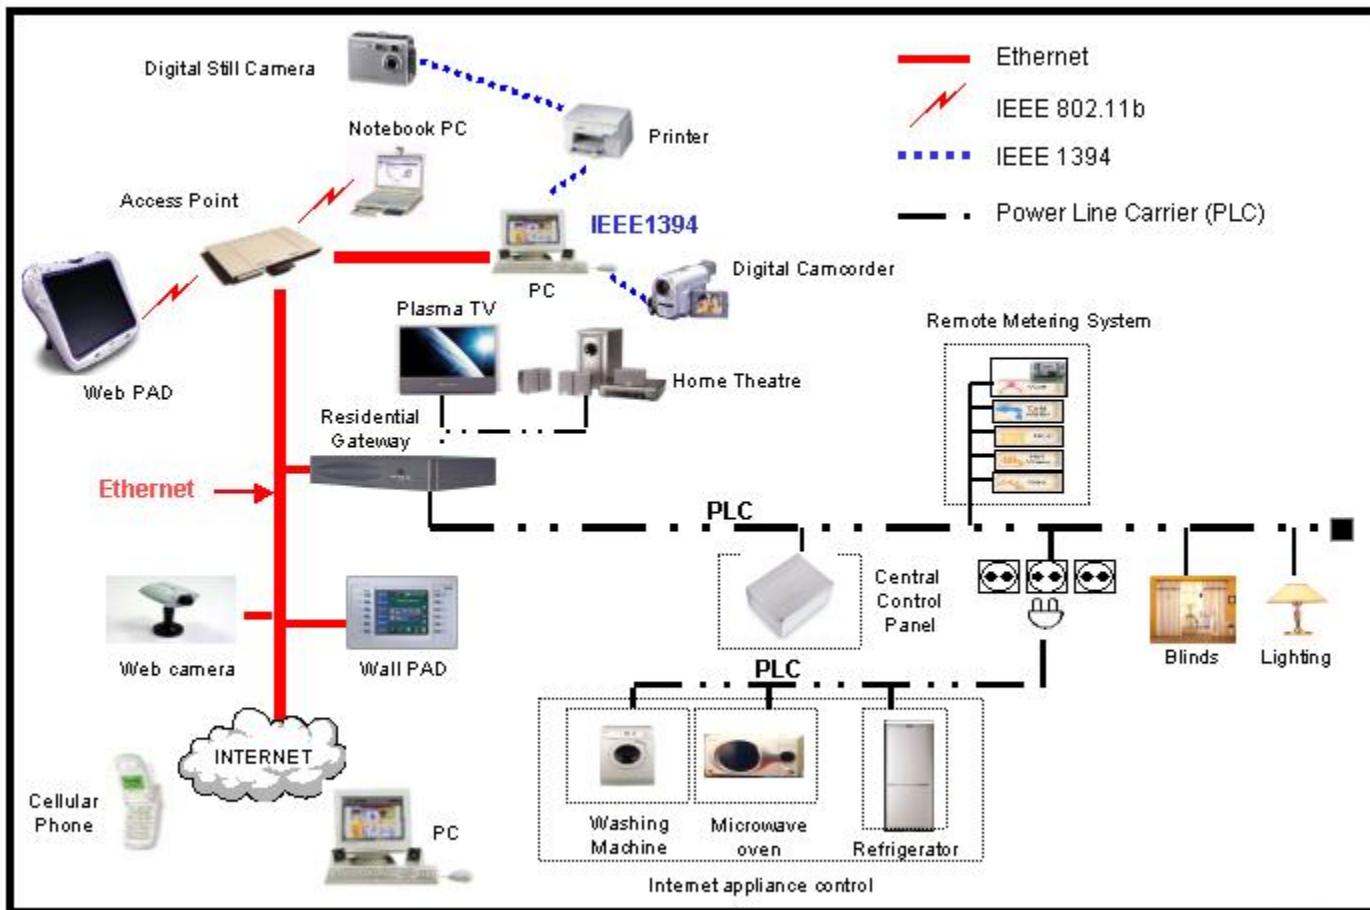 Digital Still Camera
Notebook PC
Printer
Access Point
IEEE1394
PC
Digital Camcorder
Web PAD
Plasma TV
Home Theatre
Residential
Gateway
Ethernet
Web camera
Wall PAD
INTERNET
Cellular
Phone
PC
Ethernet
IEEE 802.11b
IEEE 1394
Power Line Carrier (PLC)
Remote Metering System
PLC
Central
Control
Panel
Blinds
Lighting
PLC
Washing
Machine
Microwave
oven
Refrigerator
Internet appliance control